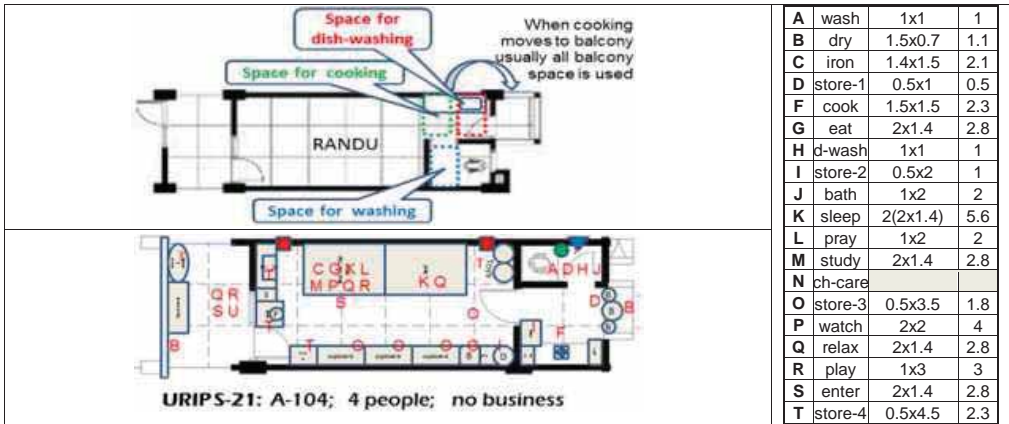 Space for
dish-washing
When cooking
moves to balcony
usually all balcony
space is used
Space for cooking
RANDU
Space for washing
C G K L
M P Q R
S
K Q
T
O
A D H J
D
B
F
Q R
S U
B
T O O O G I
URIPS-21: A-104; 4 people; no business
A wash 1x1 1
B dry 1.5x0.7 1.1
C iron 1.4x1.5 2.1
D store-1 0.5x1 0.5
F cook 1.5x1.5 2.3
G eat 2x1.4 2.8
H d-wash 1x1 1
I store-2 0.5x2 1
J bath 1x2 2
K sleep 2(2x1.4) 5.6
L pray 1x2 2
M study 2x1.4 2.8
N ch-care
O store-3 0.5x3.5 1.8
P watch 2x2 4
Q relax 2x1.4 2.8
R play 1x3 3
S enter 2x1.4 2.8
T store-4 0.5x4.5 2.3